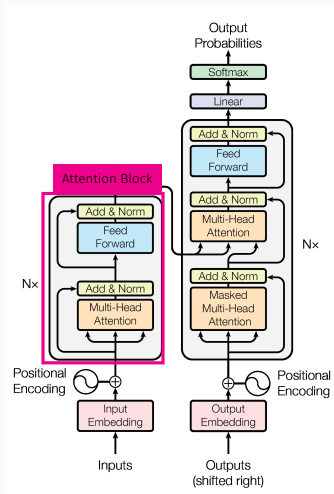 Output
Probabilities
Softmax
Linear
Add & Norm
Feed
Forward
Add & Norm
Multi-Head
Attention
Add & Norm
Masked
Multi-Head
Attention
Nx
Attention Block
Add & Norm
Feed
Forward
Nx
Add & Norm
Multi-Head
Attention
Positional
Encoding
Input
Embedding
Inputs
Positional
Encoding
Output
Embedding
Outputs
(shifted right)